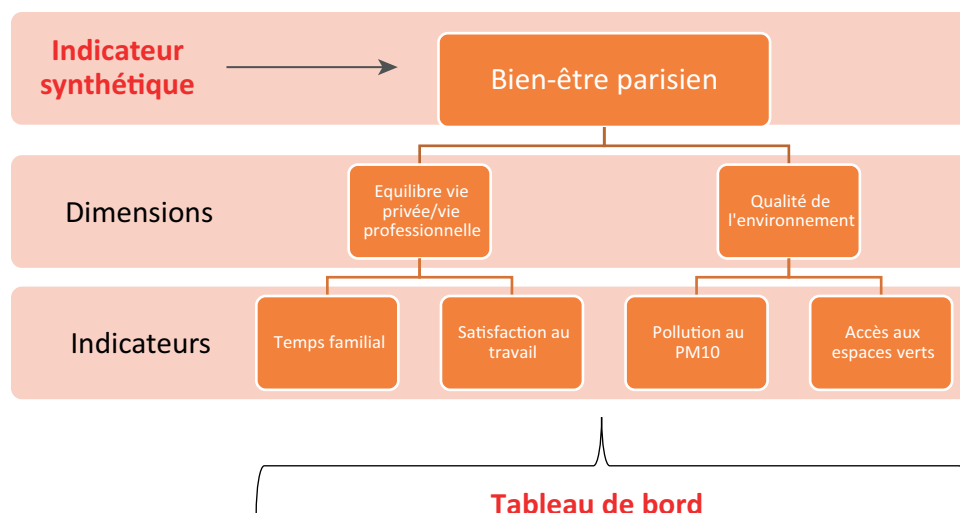 Indicateur
synthétique
Bien-être parisien
Dimensions
Equilibre vie
privée/vie
professionnelle
Qualité de
l'environnement
Indicateurs
Temps familial
Satisfaction au
travail
Pollution au
PM10
Accès aux
espaces verts
Tableau de bord